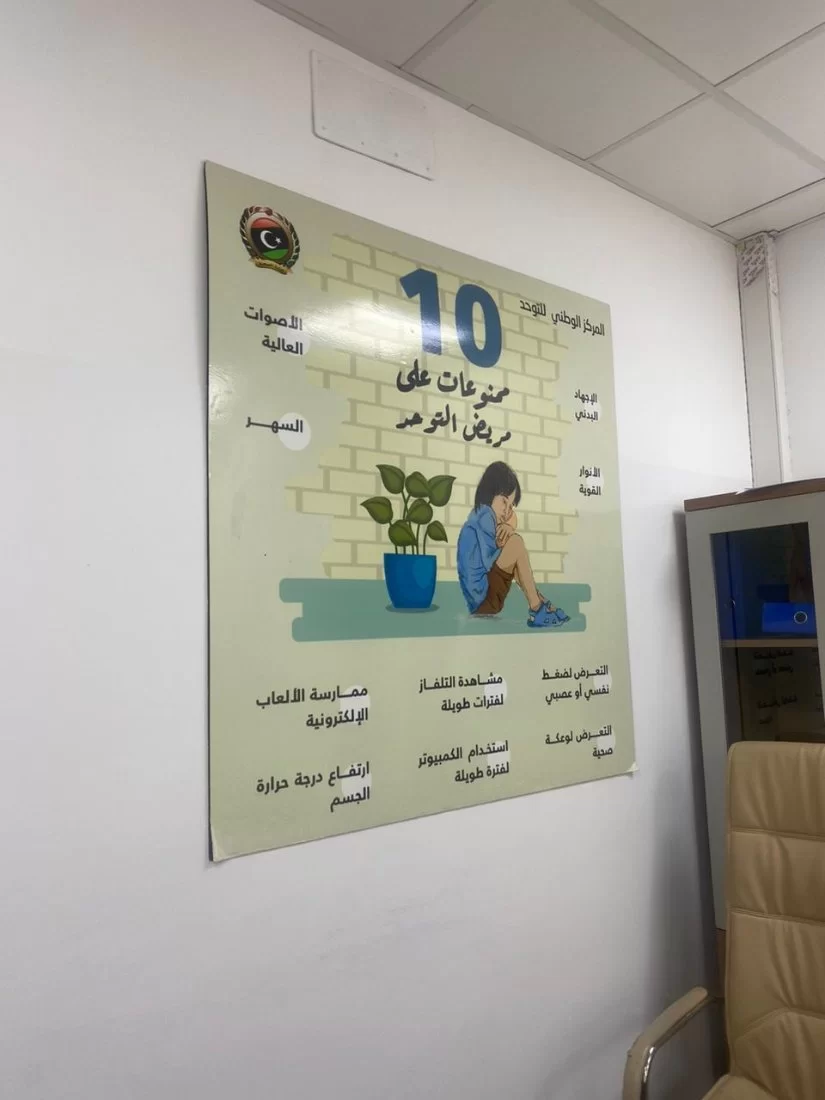 المركز الوطني للتوحد
10
ممنوعات على
مريض التوحد
الإجهاد
البدني
الأنوار
القوية
الأصوات
العالية
السهر
التعرض لضغط
نفسي أو عصبي
مشاهدة التلفاز
لفترات طويلة
ممارسة الألعاب
الإلكترونية
التعرض لوعكة
صحية
استخدام الكمبيوتر
لفترة طويلة
ارتفاع درجة حرارة
الجسم